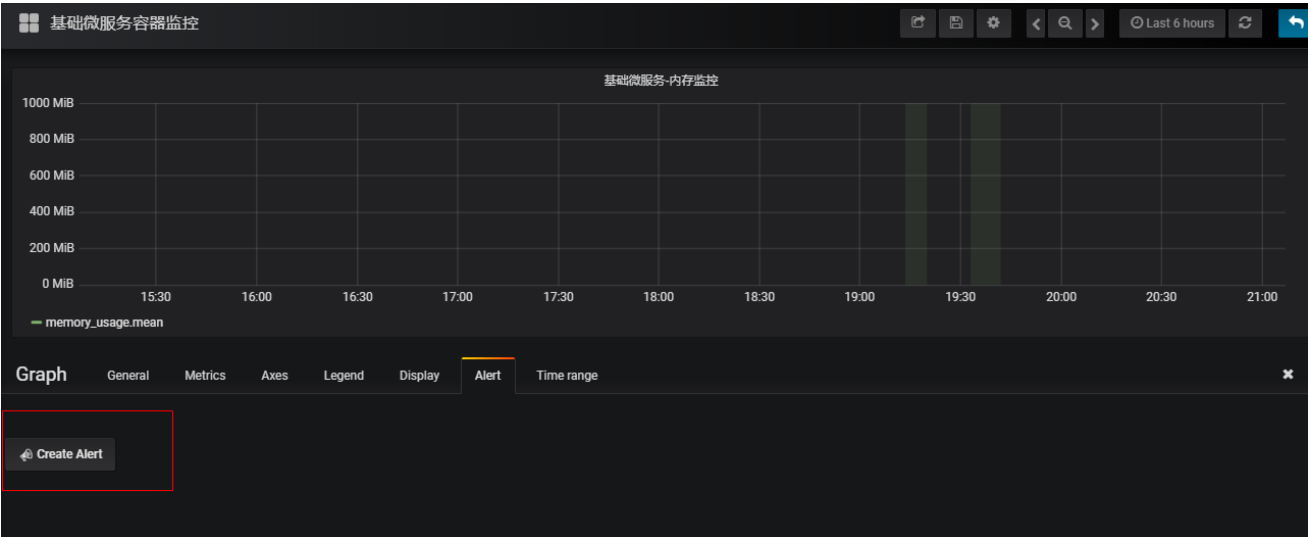 基础微服务容器监控
Last 6 hours
基础微服务-内存监控
1000 MiB
800 MiB
600 MiB
400 MiB
200 MiB
0 MiB
15:30 16:00 16:30 17:00 17:30 18:00 18:30 19:00 19:30 20:00 20:30 21:00
memory_usage.mean
Graph General Metrics Axes Legend Display Alert Time range
Create Alert